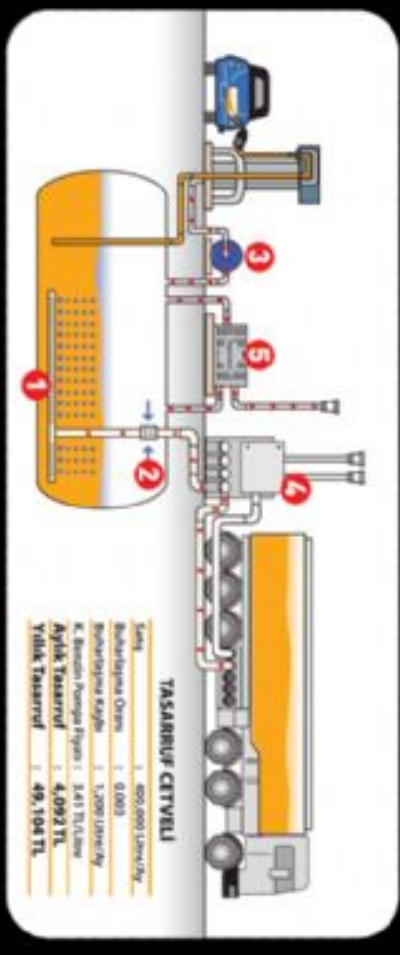 1
2
3
4
5
TASARRUF CETVELİ
Satış : 400,000 Litre/Ay
Buharlaşma Oranı : 0.003
Buharlaşma Kaybı : 1,200 Litre/Ay
K. Benzin Pompa Fiyatı : 3.41 TL/Litre
Aylık Tasarruf : 4,092 TL
Yıllık Tasarruf : 49,104 TL